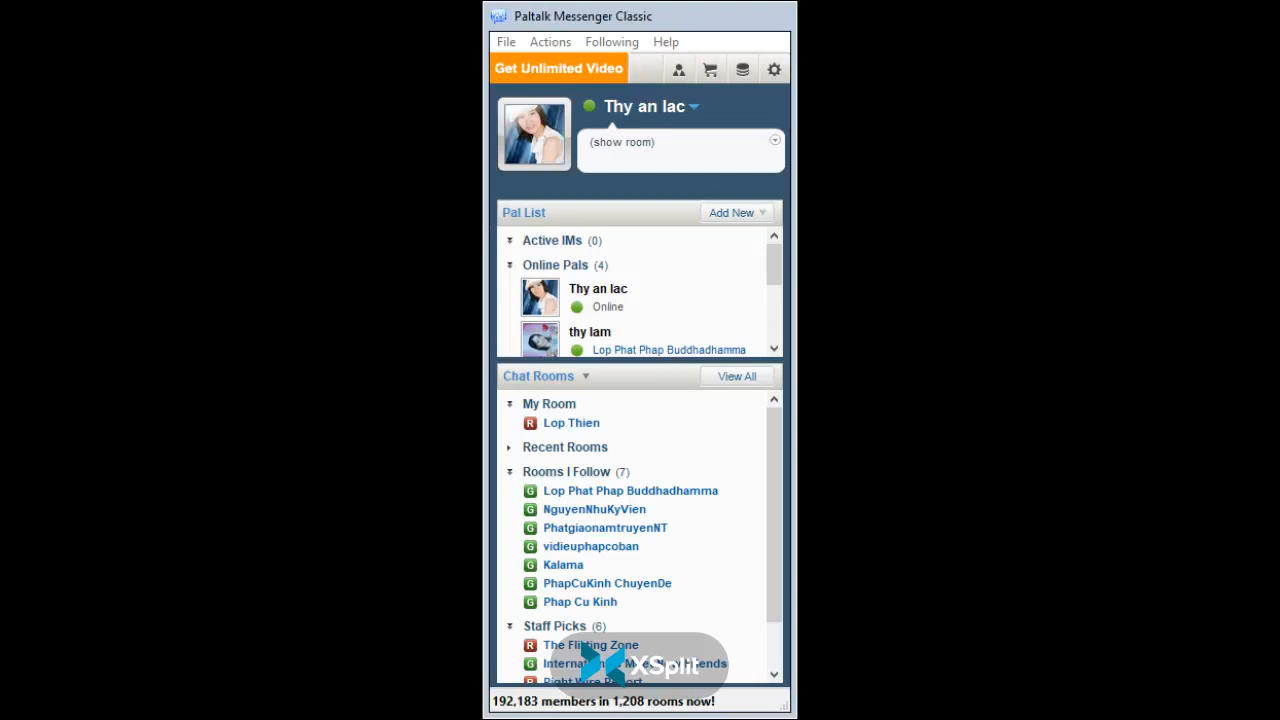 Paltalk Messenger Classic
File Actions Following Help
Get Unlimited Video
Thy an lac
(show room)
Pal List Add New
Active IMs (0)
Online Pals (4)
Thy an lac
Online
thy lam
Lop Phat Phap Buddhadhamma
Chat Rooms View All
My Room
R Lop Thien
Recent Rooms
Rooms I Follow (7)
G Lop Phat Phap Buddhadhamma
G NguyenNhuKyVien
G PhatgiaonamtruyenNT
G vidieuphapcoban
G Kalama
G PhapCuKinh ChuyenDe
G Phap Cu Kinh
Staff Picks (6)
R The Flirting Zone
G
XSplit
192,183 members in 1,208 rooms now!